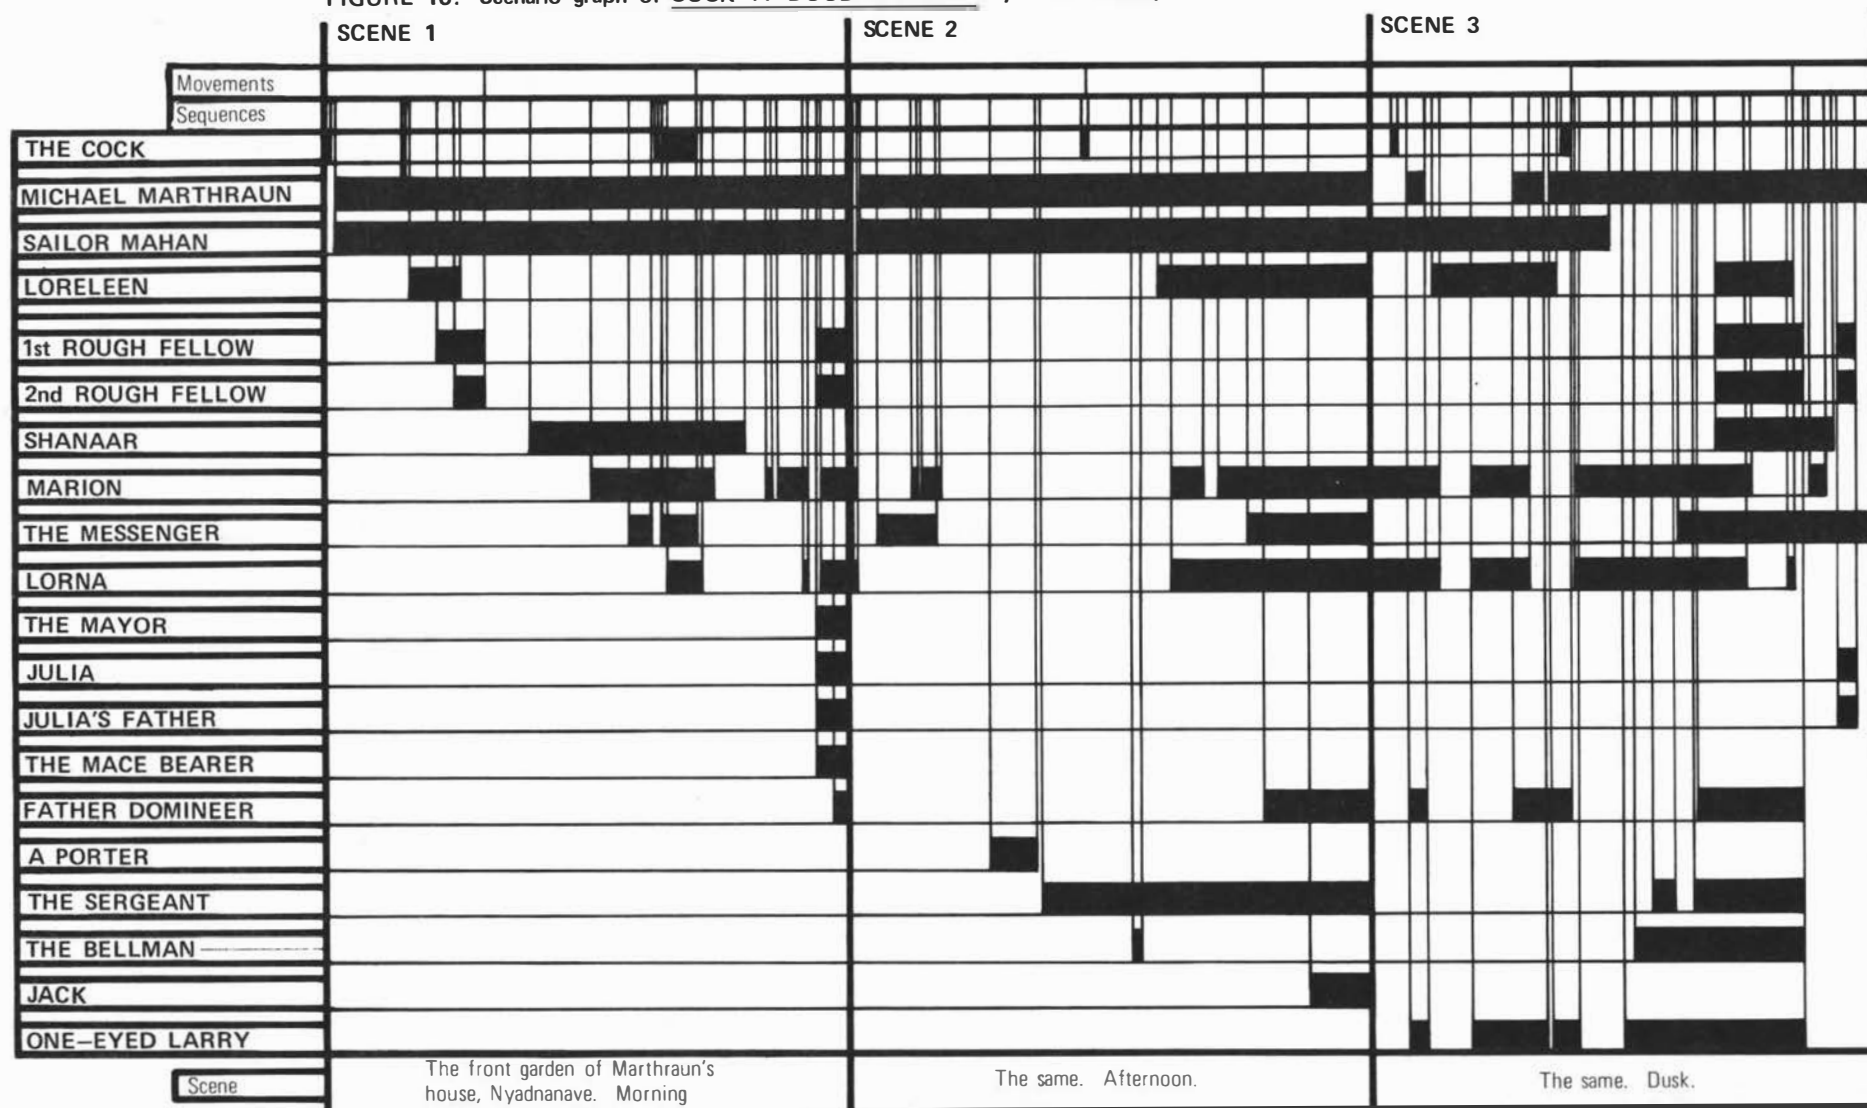 SCENE 1
SCENE 2
SCENE 3
Movements
Sequences
THE COCK
MICHAEL MARTHRAUN
SAILOR MAHAN
LORELEEN
1st ROUGH FELLOW
2nd ROUGH FELLOW
SHANAAR
MARION
THE MESSENGER
LORNA
THE MAYOR
JULIA
JULIA'S FATHER
THE MACE BEARER
FATHER DOMINEER
A PORTER
THE SERGEANT
THE BELLMAN
JACK
ONE-EYED LARRY
Scene
The front garden of Marthraun's
house, Nyadnanave. Morning
The same. Afternoon.
The same. Dusk.